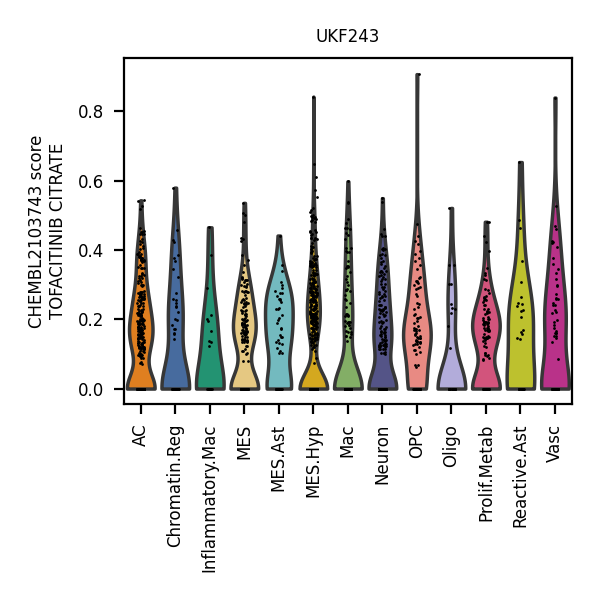 UKF243
CHEMBL2103743 score
TOFACITINIB CITRATE
0.8
0.6
0.4
0.2
0.0
AC
Chromatin.Reg
Inflammatory.Mac
MES
MES.Ast
MES.Hyp
Mac
Neuron
OPC
Oligo
Prolif.Metab
Reactive.Ast
Vasc